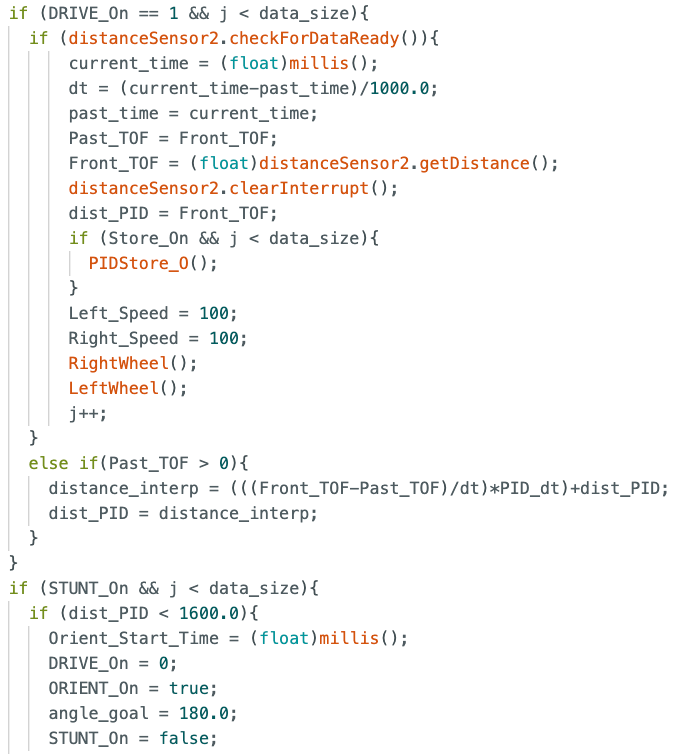 if (DRIVE_On == 1 && j < data_size){
if (distanceSensor2.checkForDataReady()){
current_time = (float)millis();
dt = (current_time-past_time)/1000.0;
past_time = current_time;
Past_TOF = Front_TOF;
Front_TOF = (float)distanceSensor2.getDistance();
distanceSensor2.clearInterrupt();
dist_PID = Front_TOF;
if (Store_On && j < data_size){
PIDStore_O();
}
Left_Speed = 100;
Right_Speed = 100;
RightWheel();
LeftWheel();
j++;
}
else if(Past_TOF > 0){
distance_interp = (((Front_TOF-Past_TOF)/dt)*PID_dt)+dist_PID;
dist_PID = distance_interp;
}
}
if (STUNT_On && j < data_size){
if (dist_PID < 1600.0){
Orient_Start_Time = (float)millis();
DRIVE_On = 0;
ORIENT_On = true;
angle_goal = 180.0;
STUNT_On = false;